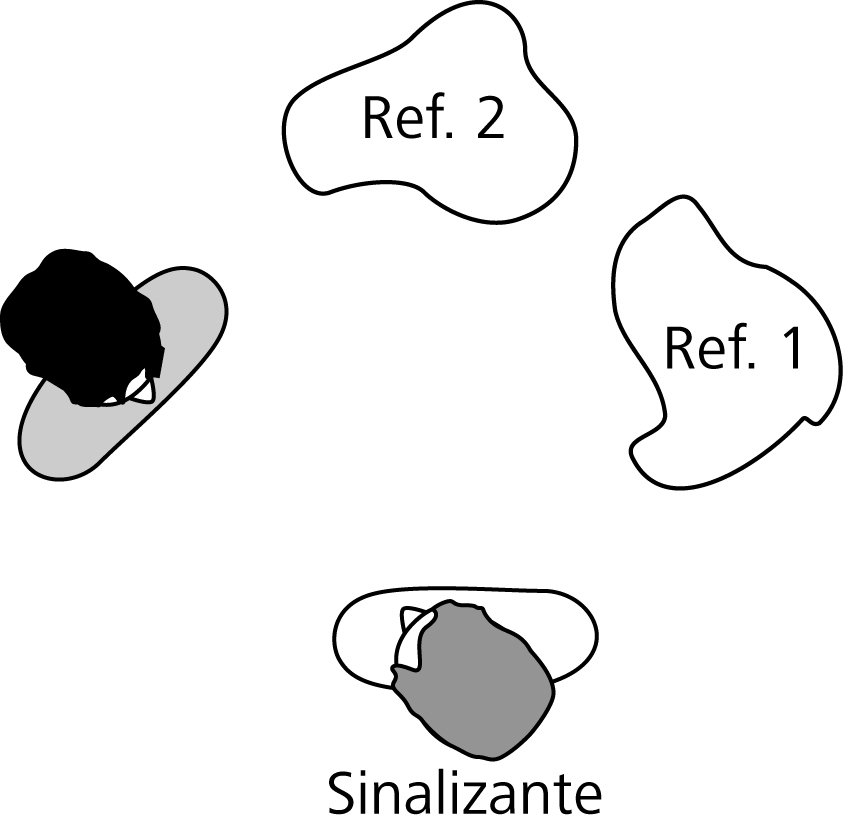 Ref. 2
Ref. 1
Sinalizante